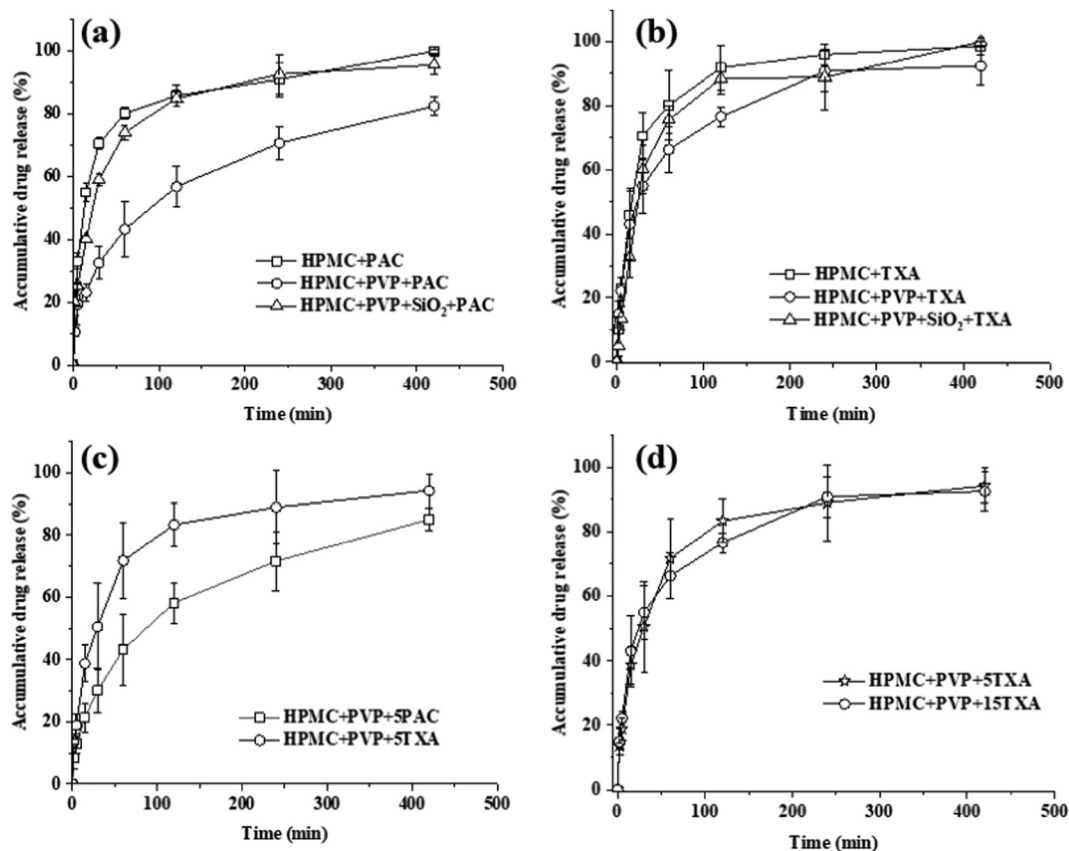 (a)
Accumulative drug release (%)
100
80
60
40
20
0
HPMC+PAC
HPMC+PVP+PAC
HPMC+PVP+SiO₂+PAC
0 100 200 300 400 500
Time (min)
(b)
Accumulative drug release (%)
100
80
60
40
20
0
HPMC+TXA
HPMC+PVP+TXA
HPMC+PVP+SiO₂+TXA
0 100 200 300 400 500
Time (min)
(c)
Accumulative drug release (%)
100
80
60
40
20
0
HPMC+PVP+5PAC
HPMC+PVP+5TXA
0 100 200 300 400 500
Time (min)
(d)
Accumulative drug release (%)
100
80
60
40
20
0
HPMC+PVP+5TXA
HPMC+PVP+15TXA
0 100 200 300 400 500
Time (min)